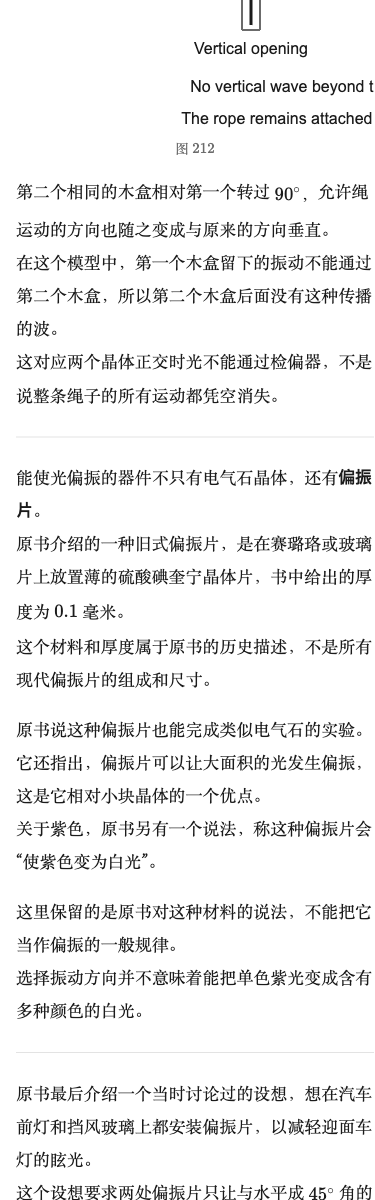 Vertical opening
No vertical wave beyond t
The rope remains attached
图 212
第二个相同的木盒相对第一个转过 90°，允许绳
运动的方向也随之变成与原来的方向垂直。
在这个模型中，第一个木盒留下的振动不能通过
第二个木盒，所以第二个木盒后面没有这种传播
的波。
这对应两个晶体正交时光不能通过检偏器，不是
说整条绳子的所有运动都凭空消失。
能使光偏振的器件不只有电气石晶体，还有偏振
片。
原书介绍的一种旧式偏振片，是在赛璐珞或玻璃
片上放置薄的硫酸碘奎宁晶体片，书中给出的厚
度为 0.1 毫米。
这个材料和厚度属于原书的历史描述，不是所有
现代偏振片的组成和尺寸。
原书说这种偏振片也能完成类似电气石的实验。
它还指出，偏振片可以让大面积的光发生偏振，
这是它相对小块晶体的一个优点。
关于紫色，原书另有一个说法，称这种偏振片会
“使紫色变为白光”。
这里保留的是原书对这种材料的说法，不能把它
当作偏振的一般规律。
选择振动方向并不意味着能把单色紫光变成含有
多种颜色的白光。
原书最后介绍一个当时讨论过的设想，想在汽车
前灯和挡风玻璃上都安装偏振片，以减轻迎面车
灯的眩光。
这个设想要求两处偏振片只让与水平成 45° 角的